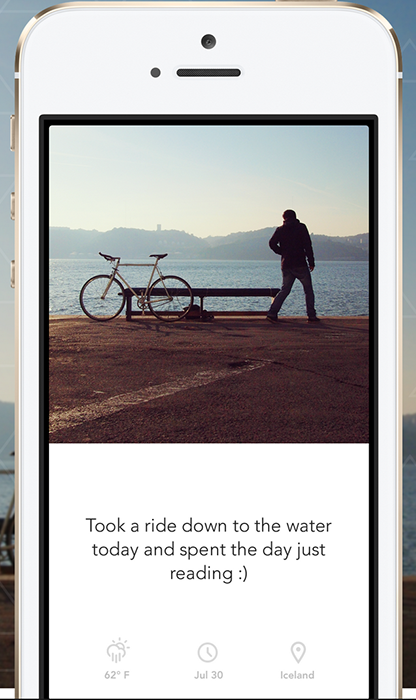 Took a ride down to the water
today and spent the day just
reading :)
62° F
Jul 30
Iceland